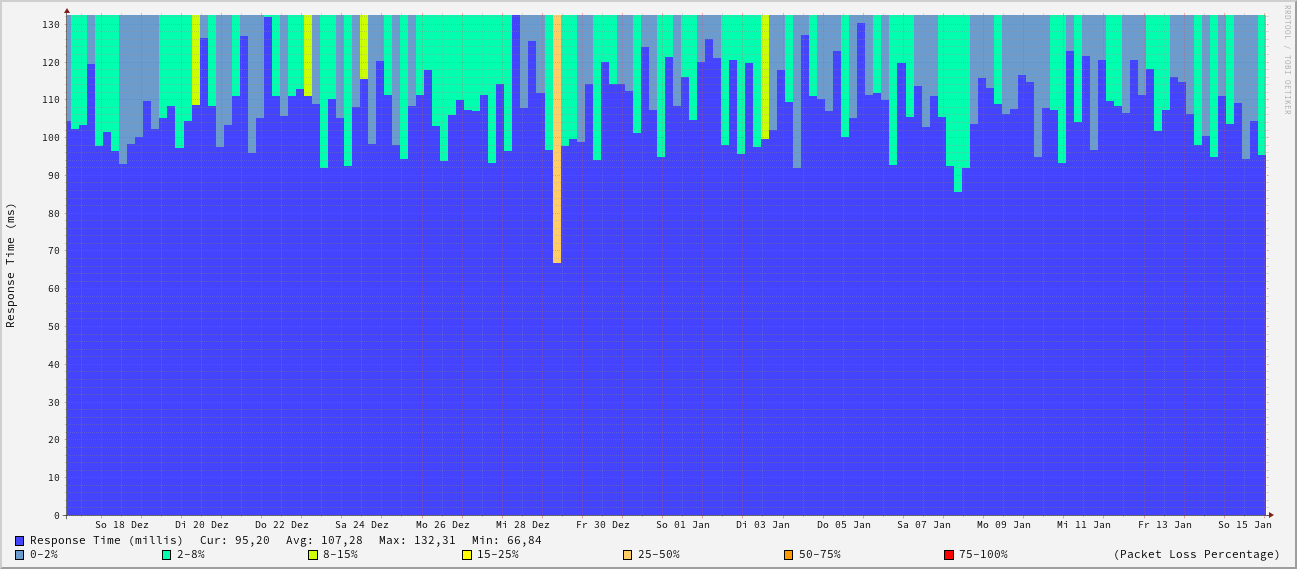 RRDTOOL / TOBI OETIKER
Response Time (ms)
130
120
110
100
90
80
70
60
50
40
30
20
10
0
So 18 Dez Di 20 Dez Do 22 Dez Sa 24 Dez Mo 26 Dez Mi 28 Dez Fr 30 Dez So 01 Jan Di 03 Jan Do 05 Jan Sa 07 Jan Mo 09 Jan Mi 11 Jan Fr 13 Jan So 15 Jan
Response Time (millis) Cur: 95,20 Avg: 107,28 Max: 132,31 Min: 66,84
0-2% 2-8% 8-15% 15-25% 25-50% 50-75% 75-100% (Packet Loss Percentage)